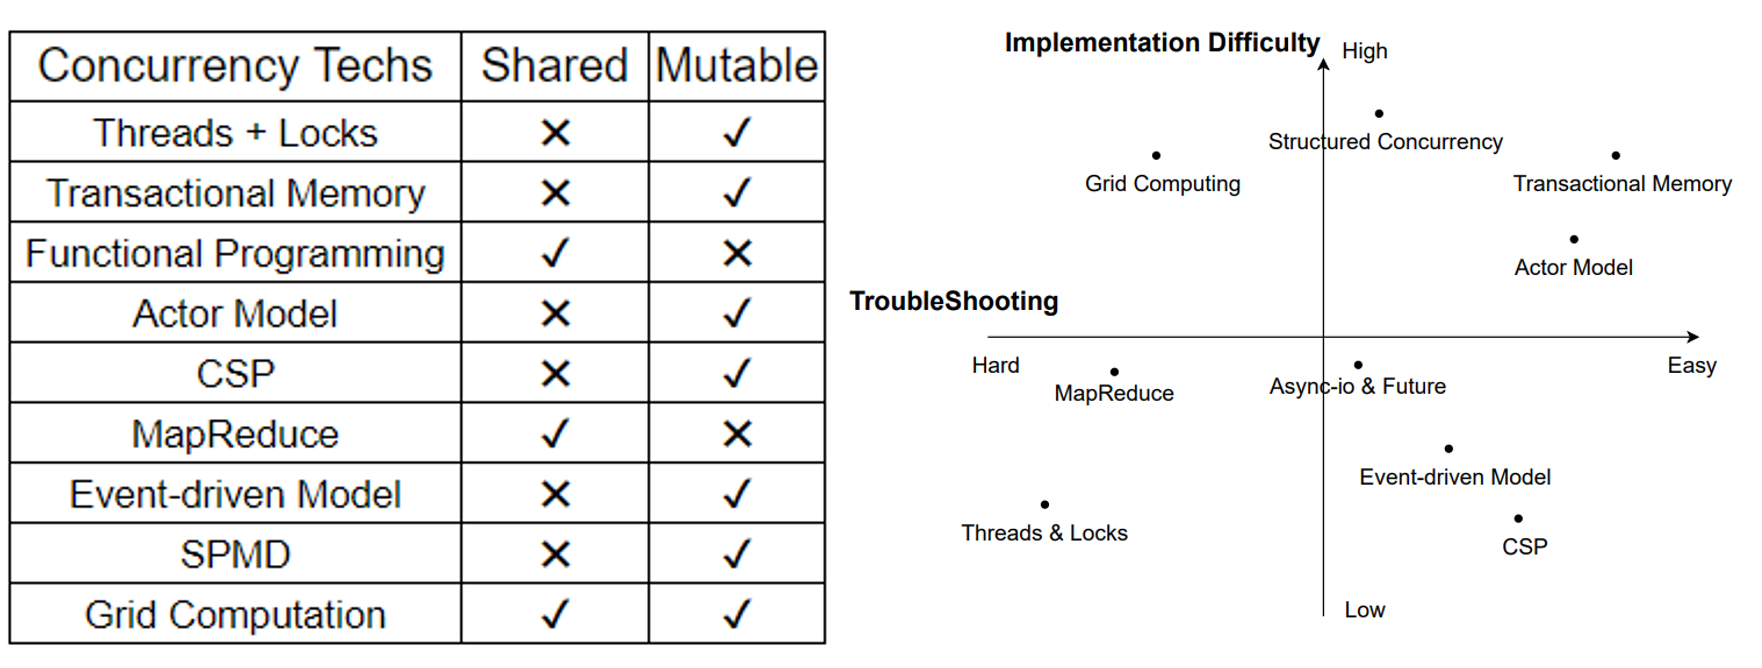 Concurrency Techs Shared Mutable
Threads + Locks ✕ ✓
Transactional Memory ✕ ✓
Functional Programming ✓ ✕
Actor Model ✕ ✓
CSP ✕ ✓
MapReduce ✓ ✕
Event-driven Model ✕ ✓
SPMD ✕ ✓
Grid Computation ✓ ✓
Implementation Difficulty
High
Structured Concurrency
Grid Computing
Transactional Memory
Actor Model
TroubleShooting
Hard
Easy
MapReduce
Async-io & Future
Event-driven Model
Threads & Locks
CSP
Low